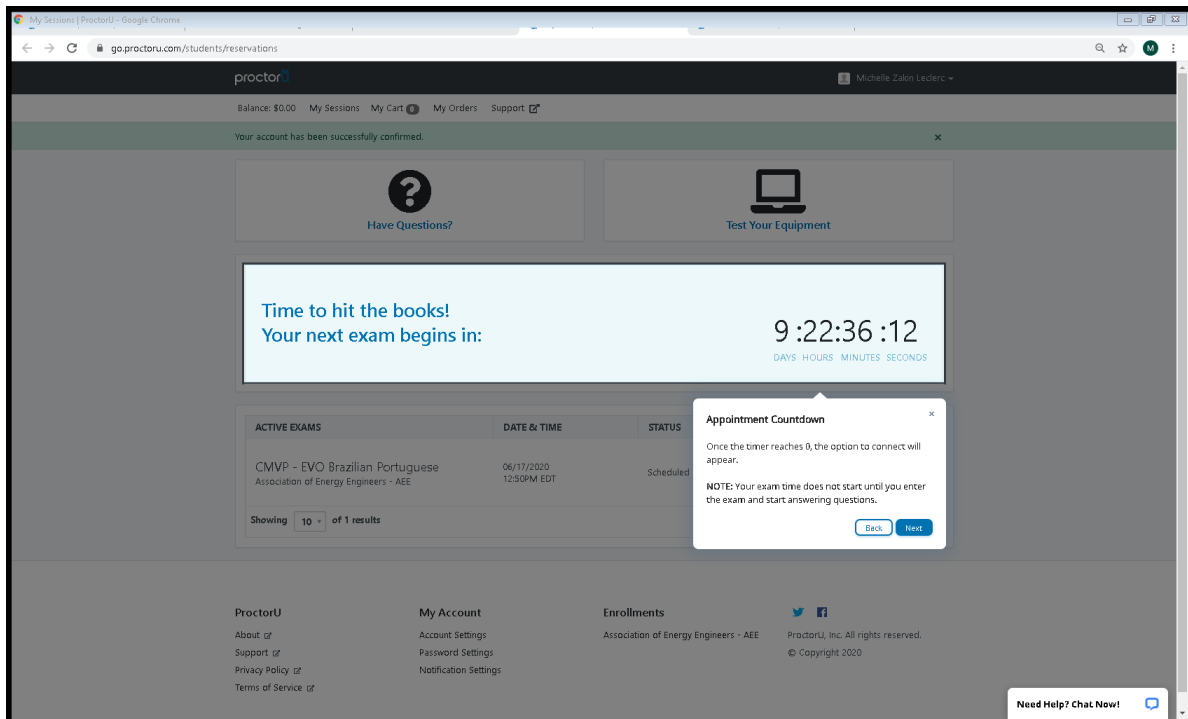 My Sessions | ProctorU - Google Chrome
go.proctoru.com/students/reservations
M
proctorU
Michelle Zalon Leclerc
Balance: $0.00 My Sessions My Cart 0 My Orders Support
Your account has been successfully confirmed.
Have Questions?
Test Your Equipment
Time to hit the books!
Your next exam begins in:
9 :22:36 :12
DAYS HOURS MINUTES SECONDS
Appointment Countdown
Once the timer reaches 0, the option to connect will
appear.
NOTE: Your exam time does not start until you enter
the exam and start answering questions.
Back Next
ACTIVE EXAMS DATE & TIME STATUS
CMVP - EVO Brazilian Portuguese
Association of Energy Engineers - AEE
06/17/2020
12:50PM EDT
Scheduled
Showing 10 of 1 results
ProctorU
About
Support
Privacy Policy
Terms of Service
My Account
Account Settings
Password Settings
Notification Settings
Enrollments
Association of Energy Engineers - AEE
ProctorU, Inc. All rights reserved.
© Copyright 2020
Need Help? Chat Now!